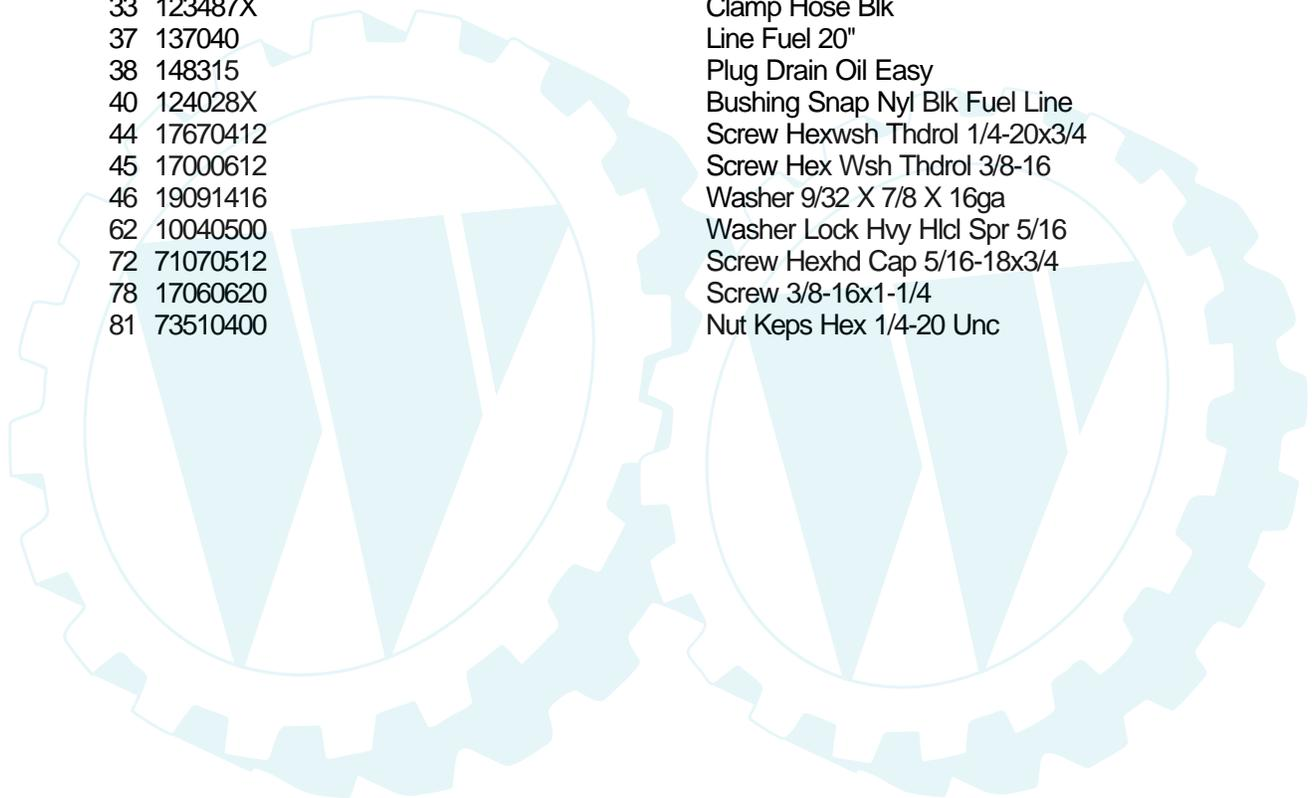 33 123487X Clamp Hose Blk
37 137040 Line Fuel 20"
38 148315 Plug Drain Oil Easy
40 124028X Bushing Snap Nyl Blk Fuel Line
44 17670412 Screw Hexwsh Thdrol 1/4-20x3/4
45 17000612 Screw Hex Wsh Thdrol 3/8-16
46 19091416 Washer 9/32 X 7/8 X 16ga
62 10040500 Washer Lock Hvy Hlcl Spr 5/16
72 71070512 Screw Hexhd Cap 5/16-18x3/4
78 17060620 Screw 3/8-16x1-1/4
81 73510400 Nut Keps Hex 1/4-20 Unc